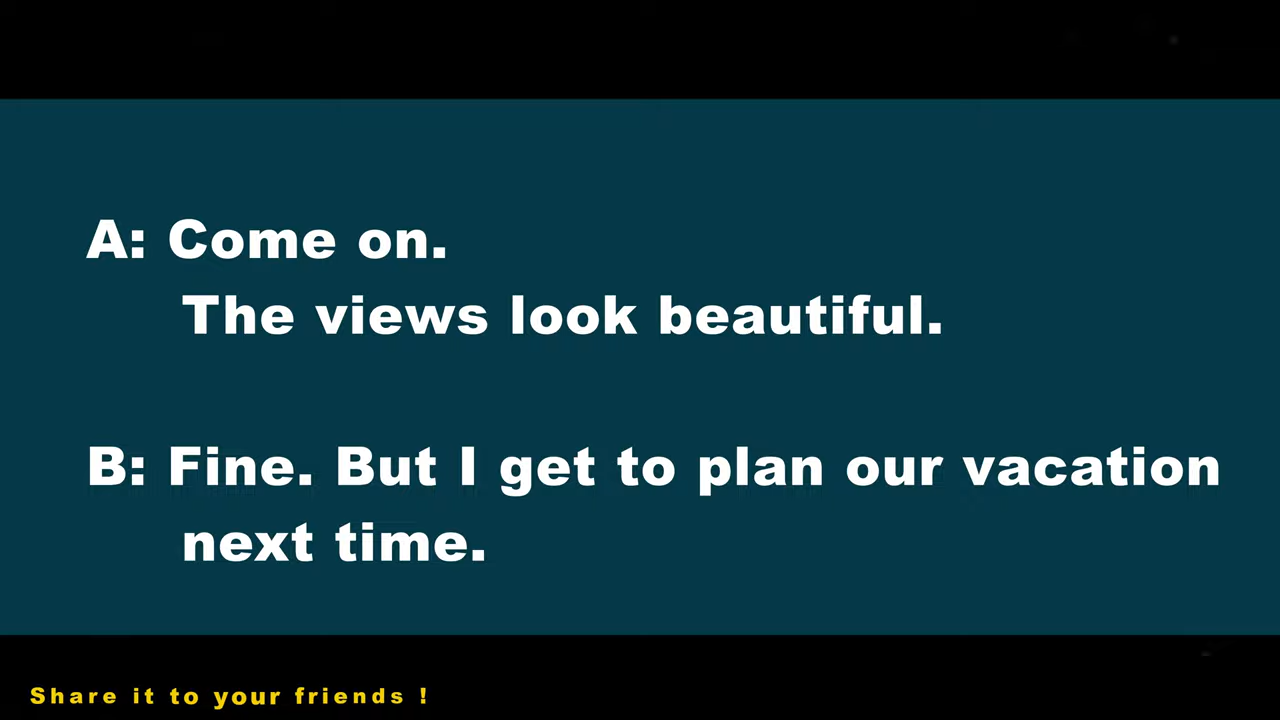 A: Come on.
The views look beautiful.
B: Fine. But I get to plan our vacation
next time.
Share it to your friends !